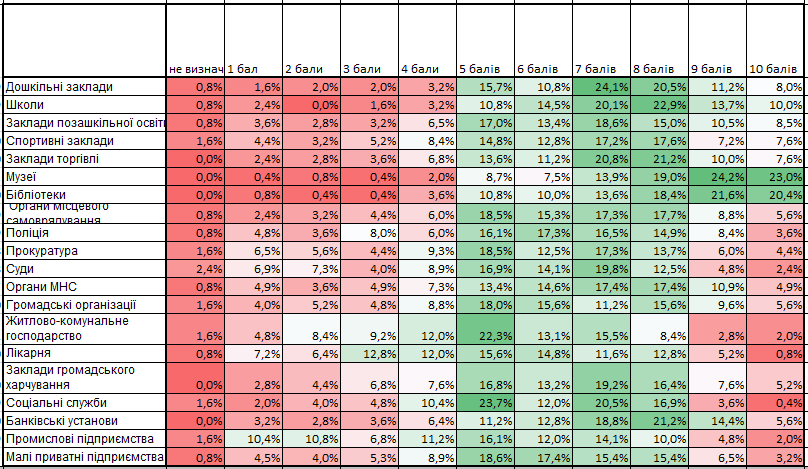 не визнач 1 бал 2 бали 3 бали 4 бали 5 балів 6 балів 7 балів 8 балів 9 балів 10 балів
Дошкільні заклади 0,8% 1,6% 2,0% 2,0% 3,2% 15,7% 10,8% 24,1% 20,5% 11,2% 8,0%
Школи 0,8% 2,4% 0,0% 1,6% 3,2% 10,8% 14,5% 20,1% 22,9% 13,7% 10,0%
Заклади позашкільної освіти 0,8% 3,6% 2,8% 3,2% 6,5% 17,0% 13,4% 18,6% 15,0% 10,5% 8,5%
Спортивні заклади 1,6% 4,4% 3,2% 5,2% 8,4% 14,8% 12,8% 17,2% 17,6% 7,2% 7,6%
Заклади торгівлі 0,0% 2,4% 2,8% 3,6% 6,8% 13,6% 11,2% 20,8% 21,2% 10,0% 7,6%
Музеї 0,0% 0,4% 0,8% 0,4% 2,0% 8,7% 7,5% 13,9% 19,0% 24,2% 23,0%
Бібліотеки 0,0% 0,8% 0,4% 0,4% 3,6% 10,8% 10,0% 13,6% 18,4% 21,6% 20,4%
Органи місцевого
самоврядування 0,8% 2,4% 3,2% 4,4% 6,0% 18,5% 15,3% 17,3% 17,7% 8,8% 5,6%
Поліція 0,8% 4,8% 3,6% 8,0% 6,0% 16,1% 17,3% 16,5% 14,9% 8,4% 3,6%
Прокуратура 1,6% 6,5% 5,6% 4,4% 9,3% 18,5% 12,5% 17,3% 13,7% 6,0% 4,4%
Суди 2,4% 6,9% 7,3% 4,0% 8,9% 16,9% 14,1% 19,8% 12,5% 4,8% 2,4%
Органи МНС 0,8% 4,9% 3,6% 4,9% 7,3% 13,4% 14,6% 17,4% 17,4% 10,9% 4,9%
Громадські організації 1,6% 4,0% 5,2% 4,8% 8,8% 18,0% 15,6% 11,2% 15,6% 9,6% 5,6%
Житлово-комунальне
господарство 1,6% 4,8% 8,4% 9,2% 12,0% 22,3% 13,1% 15,5% 8,4% 2,8% 2,0%
Лікарня 0,8% 7,2% 6,4% 12,8% 12,0% 15,6% 14,8% 11,6% 12,8% 5,2% 0,8%
Заклади громадського
харчування 0,0% 2,8% 4,4% 6,8% 7,6% 16,8% 13,2% 19,2% 16,4% 7,6% 5,2%
Соціальні служби 1,6% 2,0% 4,0% 4,8% 10,4% 23,7% 12,0% 20,5% 16,9% 3,6% 0,4%
Банківські установи 0,0% 3,2% 2,8% 3,6% 6,4% 11,2% 12,8% 18,8% 21,2% 14,4% 5,6%
Промислові підприємства 1,6% 10,4% 10,8% 6,8% 11,2% 16,1% 12,0% 14,1% 10,0% 4,8% 2,0%
Малі приватні підприємства 0,8% 4,5% 4,0% 5,3% 8,9% 18,6% 17,4% 15,4% 15,4% 6,5% 3,2%